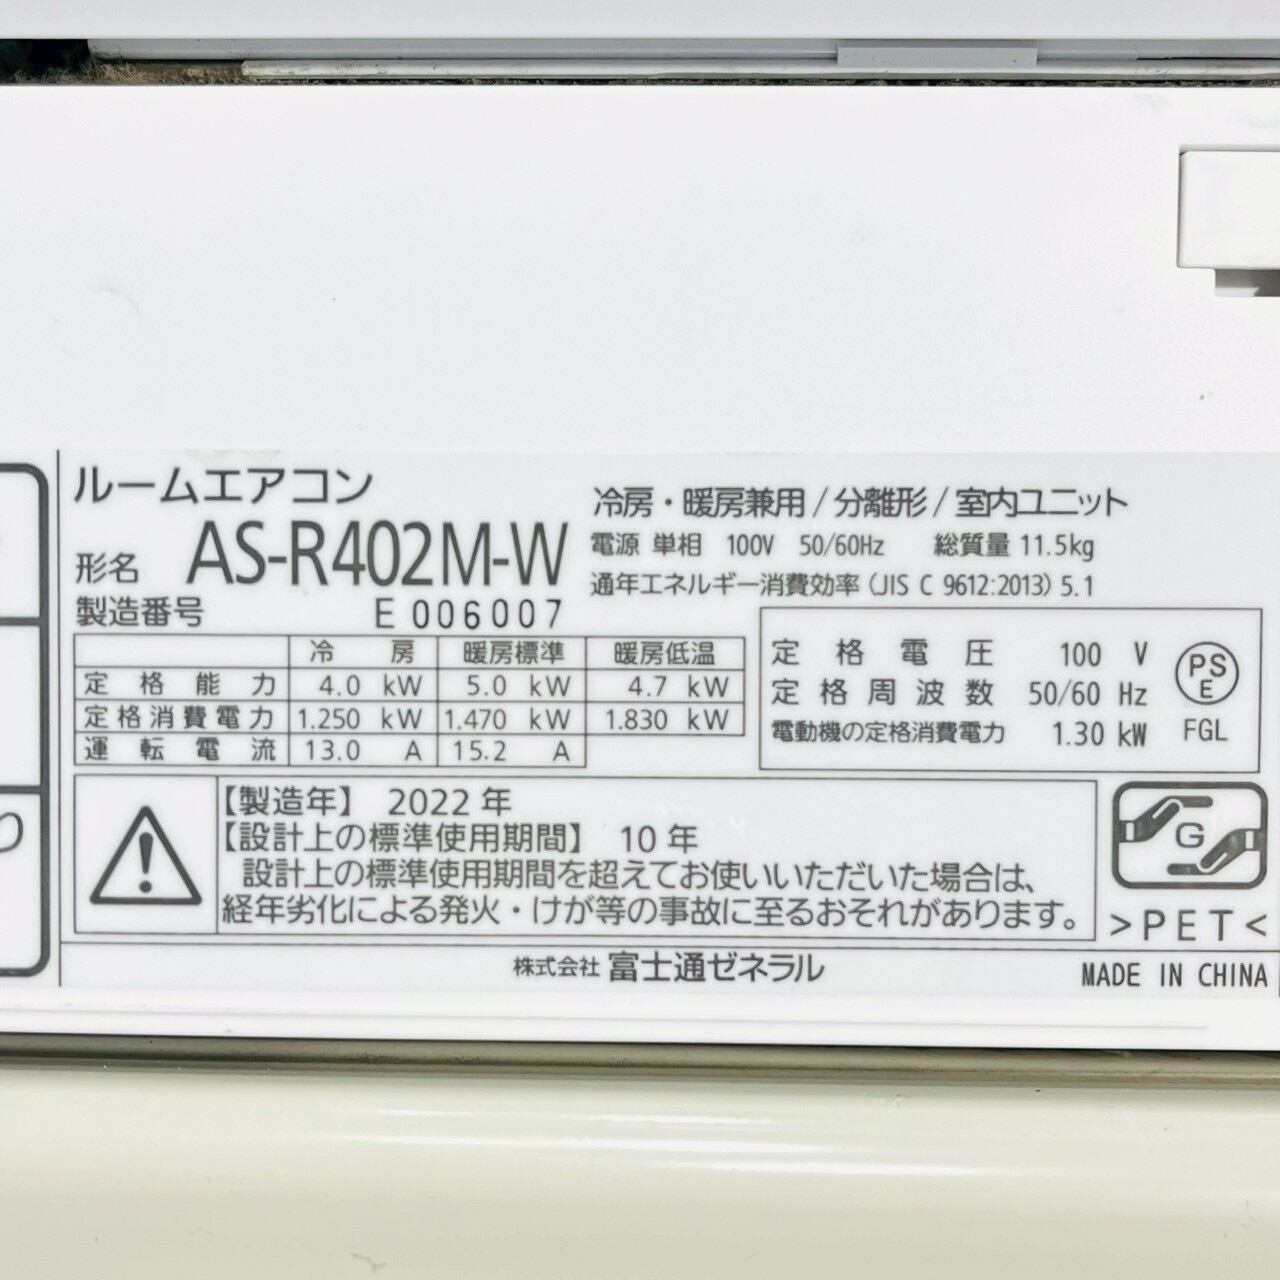 ルームエアコン
形名 AS-R402M-W
製造番号 E 006007
冷房・暖房兼用/分離形/室内ユニット
電源 単相 100V 50/60Hz 総質量 11.5kg
通年エネルギー消費効率 (JIS C 9612:2013) 5.1
冷房 暖房標準 暖房低温
定格能力 4.0 kW 5.0 kW 4.7 kW
定格消費電力 1.250 kW 1.470 kW 1.830 kW
運転電流 13.0 A 15.2 A
定格電圧 100 V
定格周波数 50/60 Hz
電動機の定格消費電力 1.30 kW
PS
E
FGL
【製造年】 2022 年
【設計上の標準使用期間】 10 年
設計上の標準使用期間を超えてお使いいただいた場合は、
経年劣化による発火・けが等の事故に至るおそれがあります。
G
>PET<
株式会社 富士通ゼネラル
MADE IN CHINA